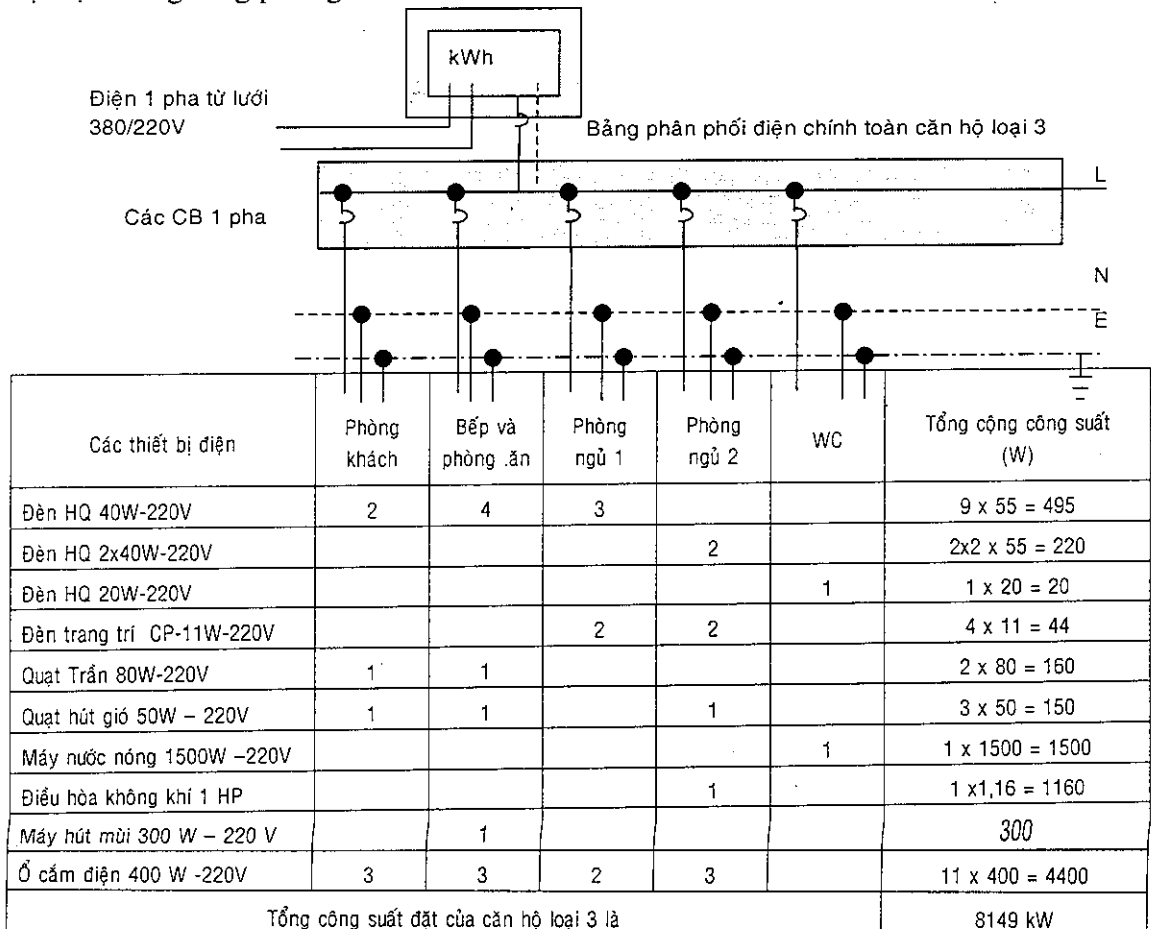 kWh
Điện 1 pha từ lưới
380/220V
Bảng phân phối điện chính toàn căn hộ loại 3
L
Các CB 1 pha
N
E
Các thiết bị điện Phòng khách Bếp và phòng .ăn Phòng ngủ 1 Phòng ngủ 2 WC Tổng cộng công suất (W)
Đèn HQ 40W-220V 2 4 3 9 x 55 = 495
Đèn HQ 2x40W-220V 2 2x2 x 55 = 220
Đèn HQ 20W-220V 1 1 x 20 = 20
Đèn trang trí CP-11W-220V 2 2 4 x 11 = 44
Quạt Trần 80W-220V 1 1 2 x 80 = 160
Quạt hút gió 50W – 220V 1 1 1 3 x 50 = 150
Máy nước nóng 1500W –220V 1 1 x 1500 = 1500
Điều hòa không khí 1 HP 1 1 x1,16 = 1160
Máy hút mùi 300 W – 220 V 1 300
Ổ cắm điện 400 W -220V 3 3 2 3 11 x 400 = 4400
Tổng công suất đặt của căn hộ loại 3 là 8149 kW